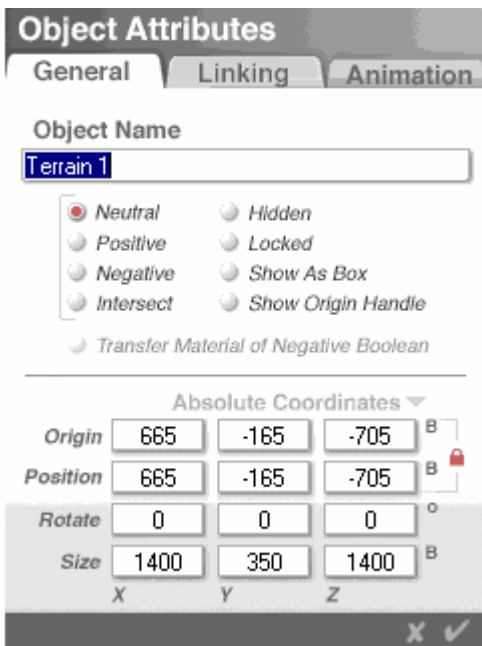 Object Attributes
General Linking Animation
Object Name
Terrain 1
Neutral Hidden
Positive Locked
Negative Show As Box
Intersect Show Origin Handle
Transfer Material of Negative Boolean
Absolute Coordinates
Origin 665 -165 -705 B
Position 665 -165 -705 B
Rotate 0 0 0 o
Size 1400 350 1400 B
X Y Z